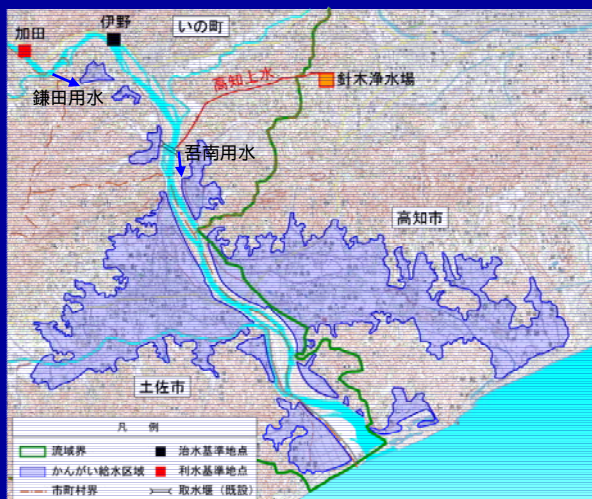 いの町
伊野
加田
高知上水
針木浄水場
鎌田用水
吾南用水
高知市
土佐市
凡 例
流域界
治水基準地点
かんがい給水区域
利水基準地点
市町村界
取水堰（既設）